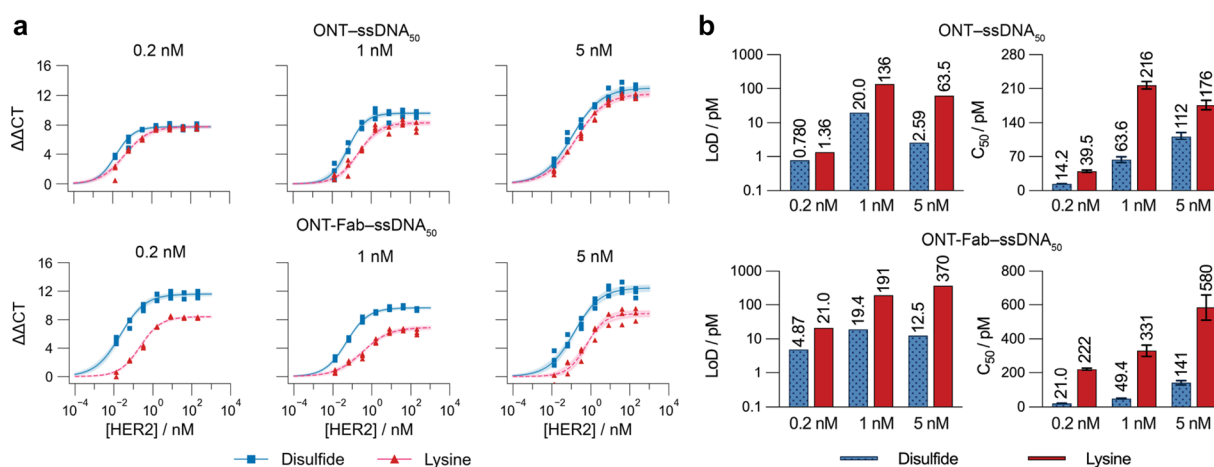 a
ONT–ssDNA50
0.2 nM
1 nM
5 nM
ΔΔCT
16
12
8
4
0
ONT-Fab–ssDNA50
0.2 nM
1 nM
5 nM
ΔΔCT
16
12
8
4
0
10−4 10−2 100 102 104
10−4 10−2 100 102 104
10−4 10−2 100 102 104
[HER2] / nM
[HER2] / nM
[HER2] / nM
Disulfide
Lysine
b
ONT–ssDNA50
LoD / pM
1000
100
10
1
0.1
0.780
1.36
20.0
136
2.59
63.5
0.2 nM 1 nM 5 nM
C50 / pM
280
210
140
70
0
14.2
39.5
63.6
216
112
176
0.2 nM 1 nM 5 nM
ONT-Fab–ssDNA50
LoD / pM
1000
100
10
1
0.1
4.87
21.0
19.4
191
12.5
370
0.2 nM 1 nM 5 nM
C50 / pM
800
600
400
200
0
21.0
222
49.4
331
141
580
0.2 nM 1 nM 5 nM
Disulfide
Lysine